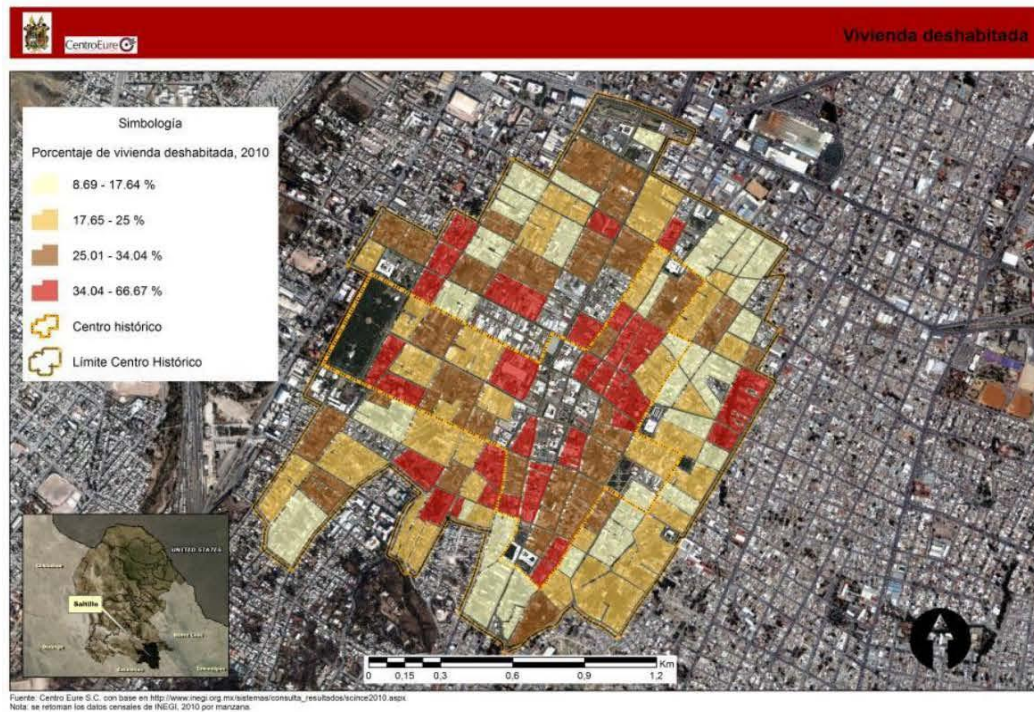 CentroEure
Vivienda deshabitada
Simbología
Porcentaje de vivienda deshabitada, 2010
8.69 - 17.64 %
17.65 - 25 %
25.01 - 34.04 %
34.04 - 66.67 %
Centro histórico
Límite Centro Histórico
UNITED STATES
Saltillo
Km
0 0,15 0,3 0,6 0,9 1,2
Fuente: Centro Eure S.C. con base en http://www.inegi.org.mx/sistemas/consulta_resultados/scince2010.aspx
Nota: se retoman los datos censales de INEGI, 2010 por manzana.